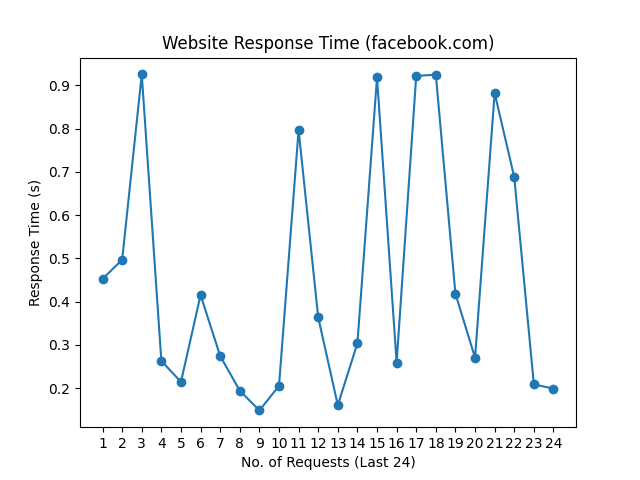 Website Response Time (facebook.com)
Response Time (s)
0.9
0.8
0.7
0.6
0.5
0.4
0.3
0.2
1 2 3 4 5 6 7 8 9 10 11 12 13 14 15 16 17 18 19 20 21 22 23 24
No. of Requests (Last 24)